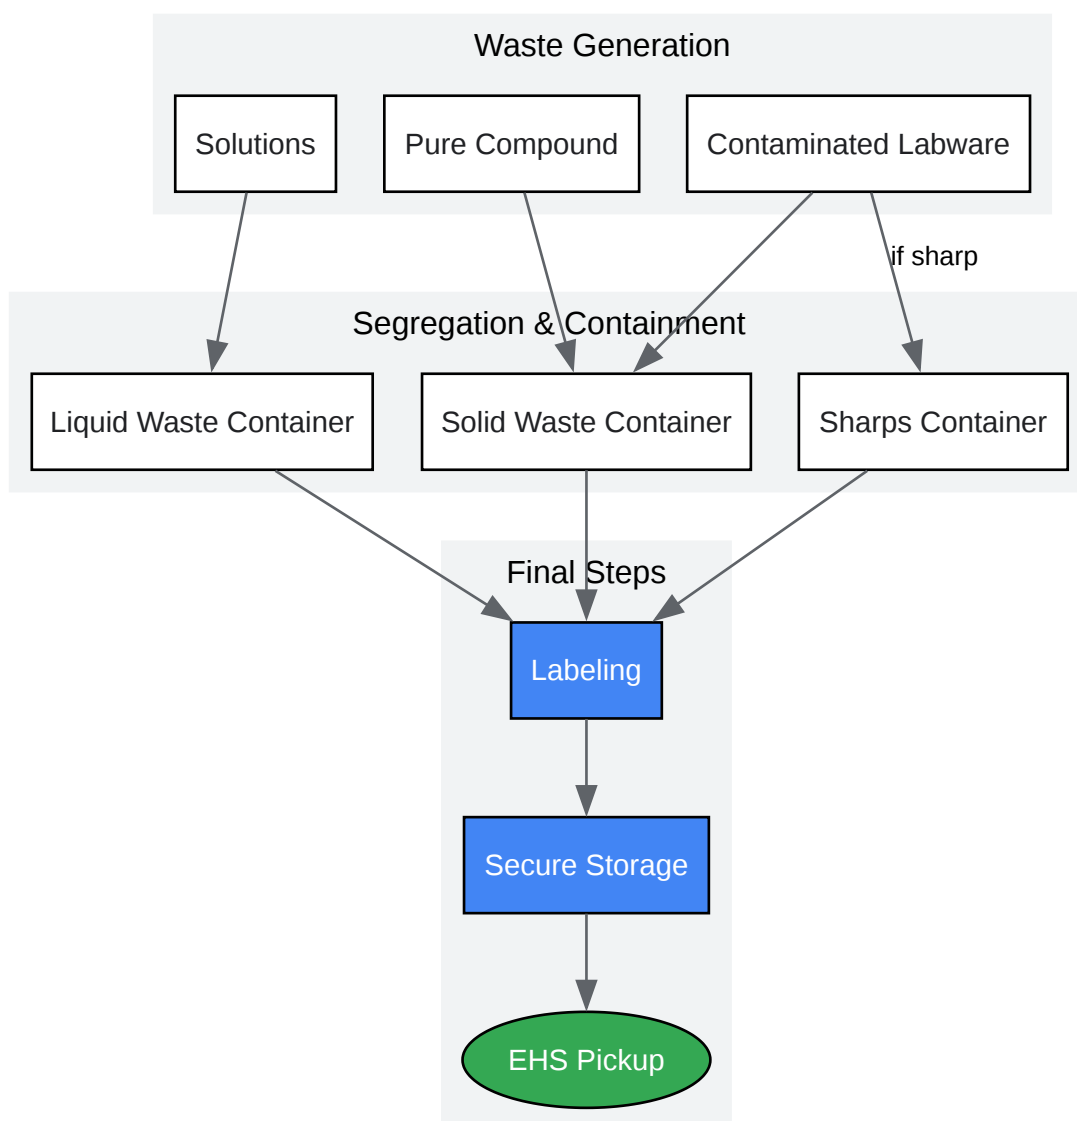 Waste Generation
Solutions
Pure Compound
Contaminated Labware
if sharp
Segregation & Containment
Liquid Waste Container
Solid Waste Container
Sharps Container
Final Steps
Labeling
Secure Storage
EHS Pickup